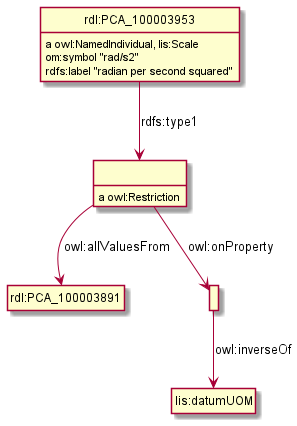 rdl:PCA_100003953
a owl:NamedIndividual, lis:Scale
om:symbol "rad/s2"
rdfs:label "radian per second squared"
rdfs:type1
a owl:Restriction
owl:allValuesFrom
owl:onProperty
rdl:PCA_100003891
owl:inverseOf
lis:datumUOM